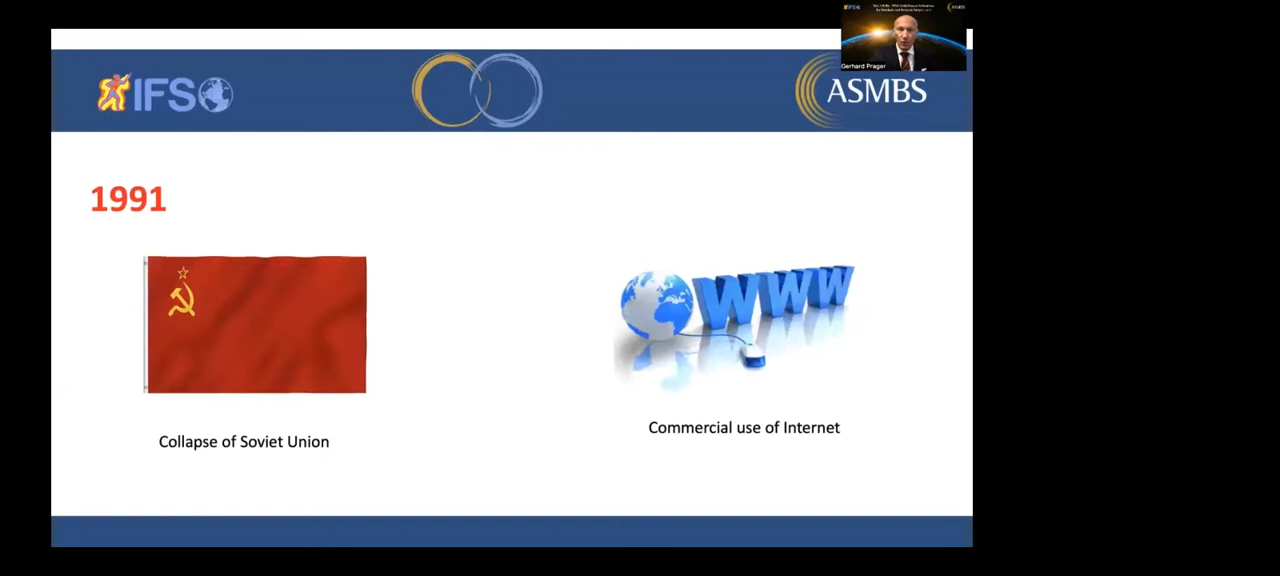 Gerhard Prager
IFSO
ASMBS
1991
WWW
Collapse of Soviet Union
Commercial use of Internet